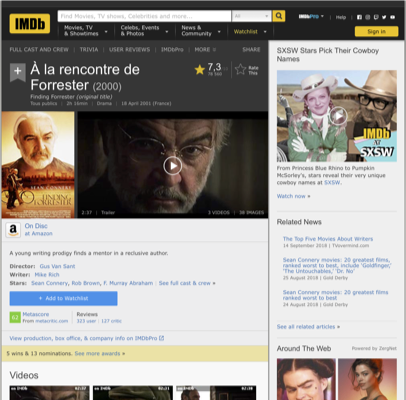 IMDb
Find Movies, TV shows, Celebrities and more...
All
IMDbPro
Help
Movies, TV & Showtimes
Celebs, Events & Photos
News & Community
Watchlist
Sign in
FULL CAST AND CREW | TRIVIA | USER REVIEWS | IMDbPro | MORE
SHARE
À la rencontre de
Forrester (2000)
Finding Forrester (original title)
Tous publics | 2h 16min | Drama | 18 April 2001 (France)
7,3
Rate This
SEAN CONNERY
FINDING FORRESTER
2:37 | Trailer
3 VIDEOS
On Disc
at Amazon
A young writing prodigy finds a mentor in a reclusive author.
Director: Gus Van Sant
Writer: Mike Rich
Stars: Sean Connery, Rob Brown, F. Murray Abraham | See full cast & crew »
+ Add to Watchlist
62
Metascore
From metacritic.com
Reviews
323 user | 127 critic
View production, box office, & company info on IMDbPro
5 wins & 13 nominations. See more awards »
Videos
SXSW Stars Pick Their Cowboy
Names
IMDb
AT
SXSW
From Primrose Blue Rhino to Pumpkin
McSorley's, stars reveal their very unique
cowboy names at SXSW.
Watch now »
Related News
The Top Five Movies About Writers
14 September 2018 | TVovermind.com
Sean Connery movies: 20 greatest films,
ranked worst to best, include 'Goldfinger,'
'The Untouchables,' 'Dr. No'
25 August 2018 | Gold Derby
Sean Connery movies: 20 greatest films
ranked worst to best
24 August 2018 | Gold Derby
See all related articles »
Around The Web
Powered by ZergNet